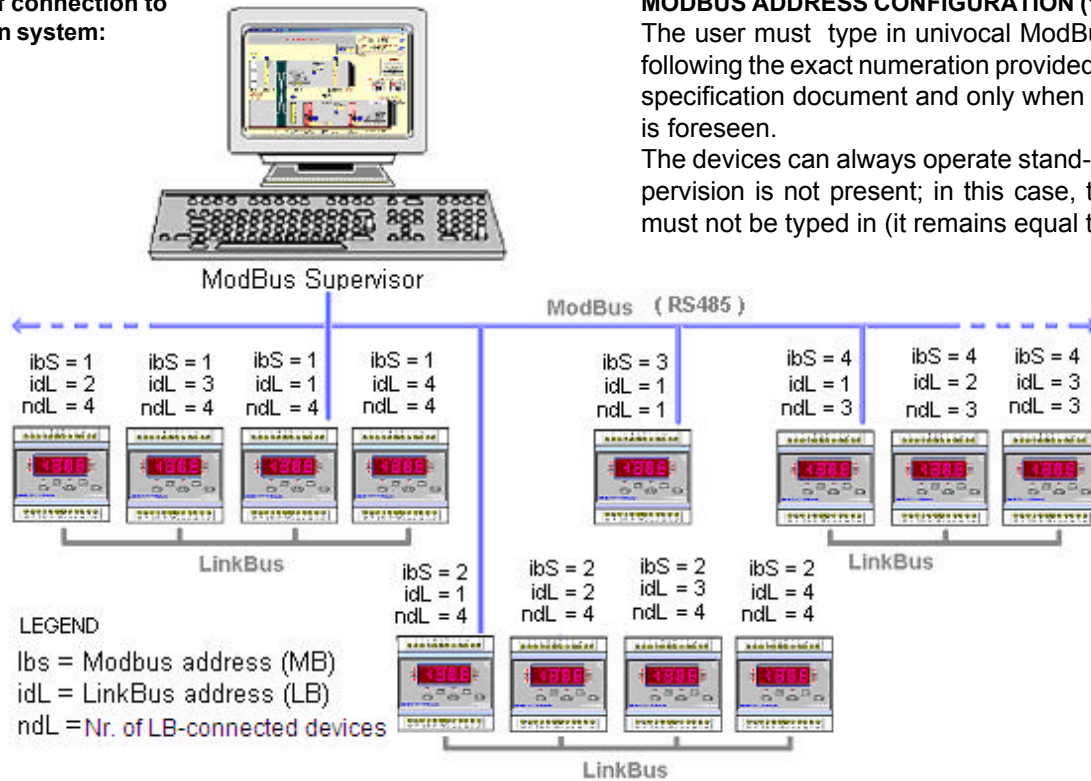 r connection to
n system:
MODBUS ADDRESS CONFIGURATION (
The user must type in univocal ModBu
following the exact numeration provided
specification document and only when
is foreseen.
The devices can always operate stand-
pervision is not present; in this case, t
must not be typed in (it remains equal t
ModBus Supervisor
ModBus ( RS485 )
ibS = 1
idL = 2
ndL = 4
ibS = 1
idL = 3
ndL = 4
ibS = 1
idL = 1
ndL = 4
ibS = 1
idL = 4
ndL = 4
ibS = 3
idL = 1
ndL = 1
ibS = 4
idL = 1
ndL = 3
ibS = 4
idL = 2
ndL = 3
ibS = 4
idL = 3
ndL = 3
LinkBus
LinkBus
ibS = 2
idL = 1
ndL = 4
ibS = 2
idL = 2
ndL = 4
ibS = 2
idL = 3
ndL = 4
ibS = 2
idL = 4
ndL = 4
LEGEND
Ibs = Modbus address (MB)
idL = LinkBus address (LB)
ndL = Nr. of LB-connected devices
LinkBus